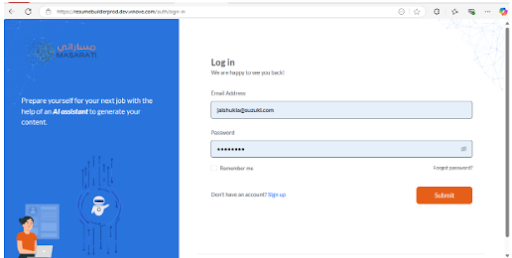 https://resumebuilderprod.dev.vinove.com/auth/sign-in
مساراتي
MASARATI
Prepare yourself for your next job with the
help of an AI assistant to generate your
content.
Log in
We are happy to see you back!
Email Address
jaishukla@suzuki.com
Password
Remember me
Forgot password?
Don't have an account? Sign up
Submit